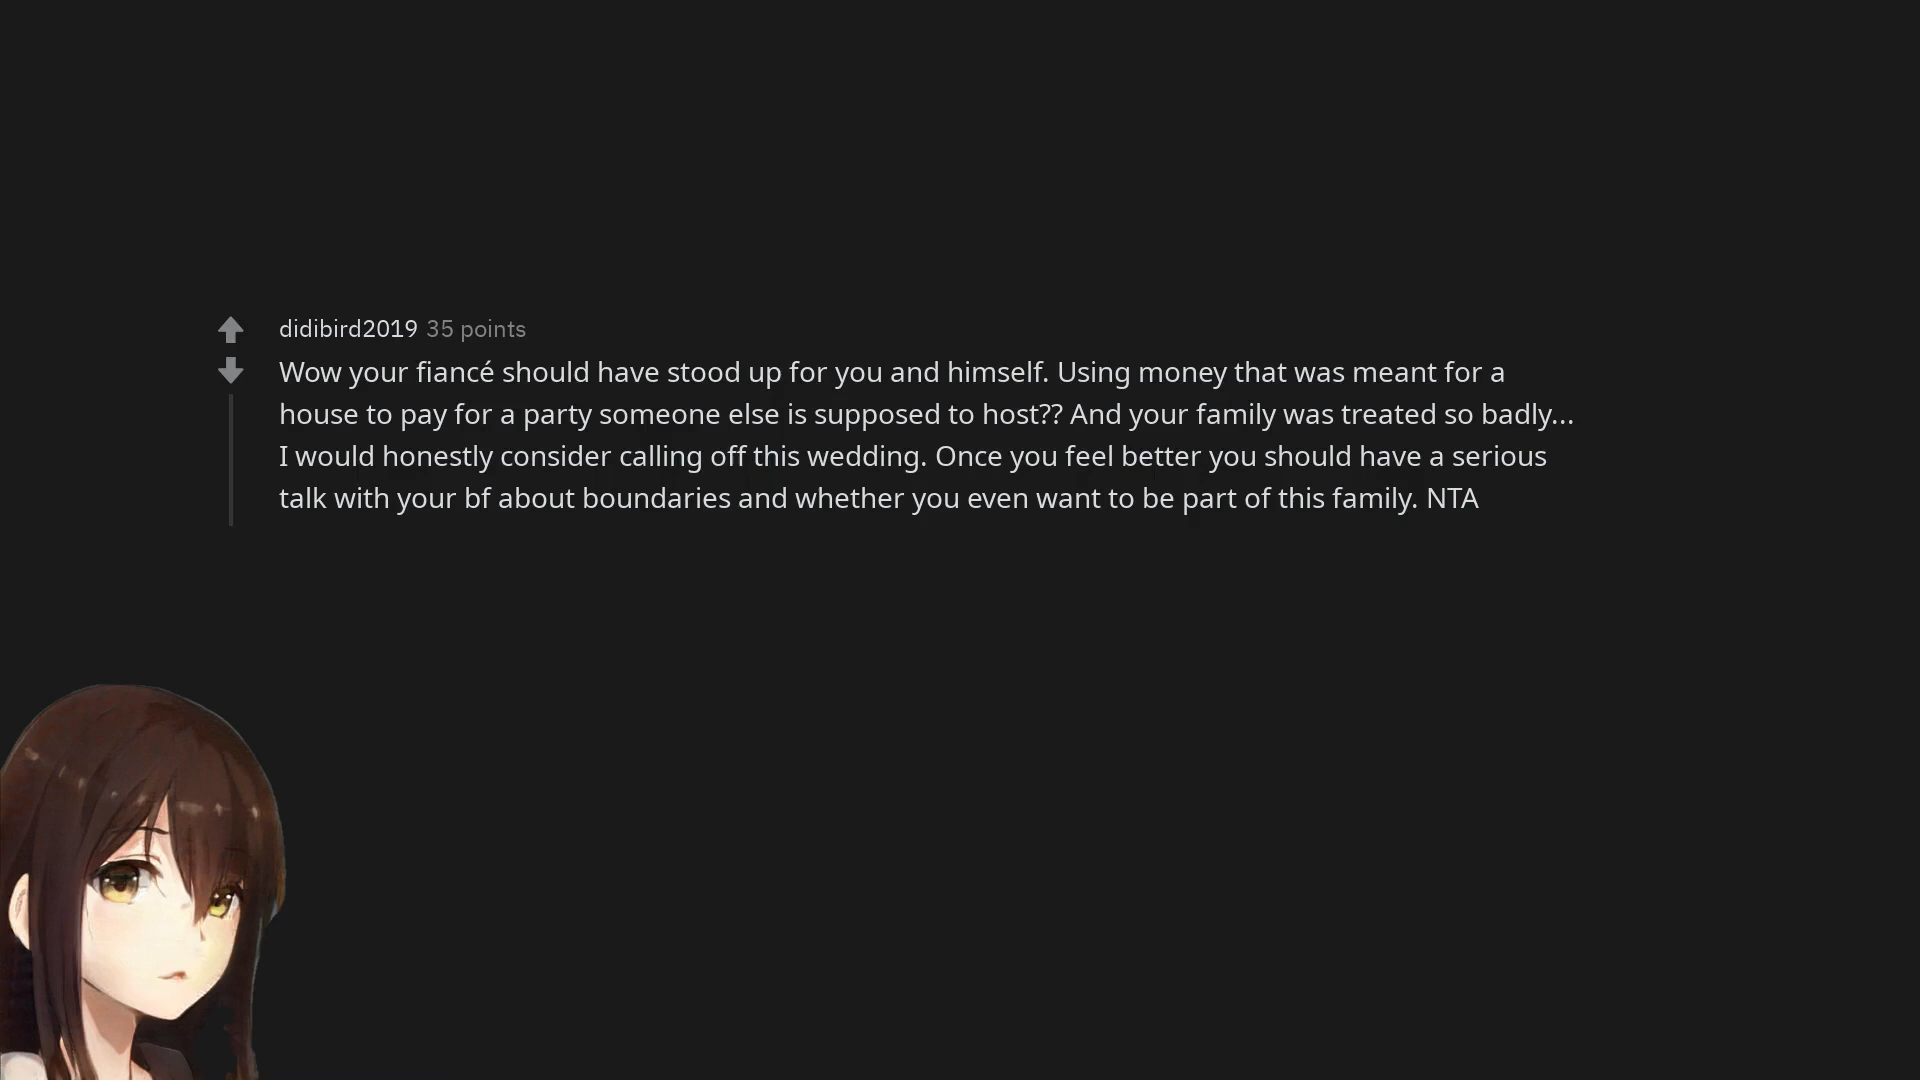 didibird2019 35 points
Wow your fiancé should have stood up for you and himself. Using money that was meant for a
house to pay for a party someone else is supposed to host?? And your family was treated so badly...
I would honestly consider calling off this wedding. Once you feel better you should have a serious
talk with your bf about boundaries and whether you even want to be part of this family. NTA